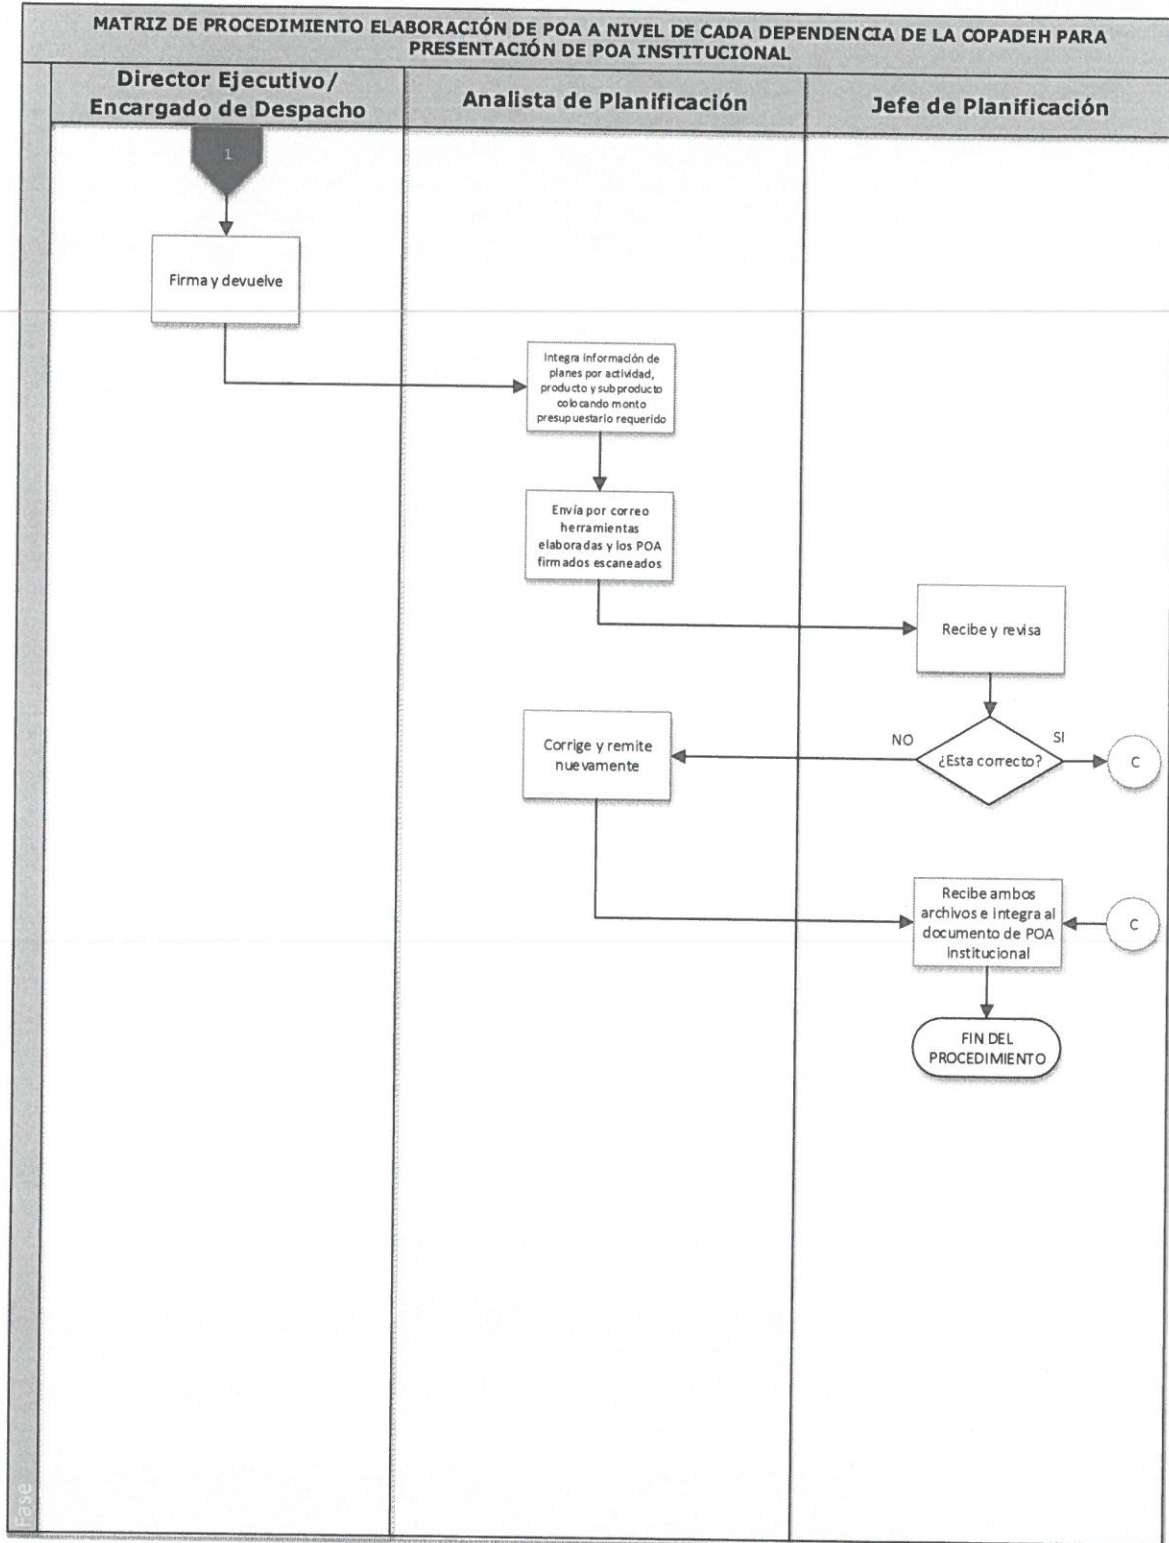 MATRIZ DE PROCEDIMIENTO ELABORACIÓN DE POA A NIVEL DE CADA DEPENDENCIA DE LA COPADEH PARA
PRESENTACIÓN DE POA INSTITUCIONAL
Director Ejecutivo/
Encargado de Despacho
Analista de Planificación
Jefe de Planificación
1
Firma y devuelve
Integra información de
planes por actividad,
producto y subproducto
colocando monto
presupuestario requerido
Envía por correo
herramientas
elaboradas y los POA
firmados escaneados
Recibe y revisa
Corrige y remite
nuevamente
NO
¿Esta correcto?
SI
C
Recibe ambos
archivos e integra al
documento de POA
institucional
C
FIN DEL
PROCEDIMIENTO
Fase